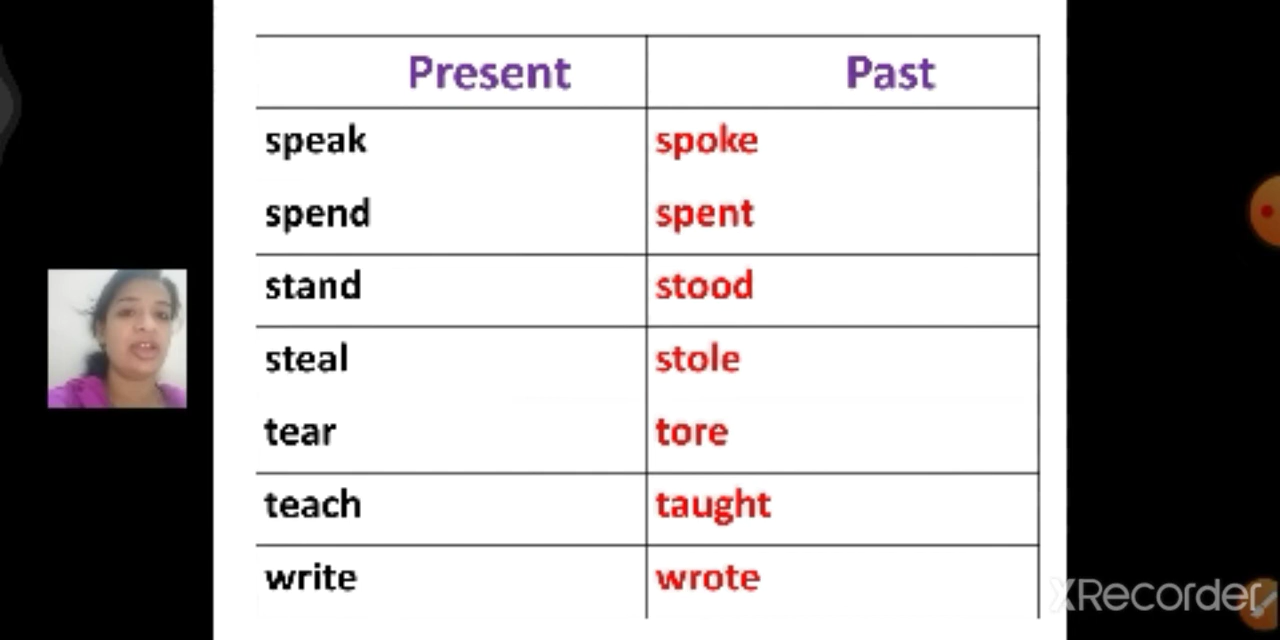 Present Past
speak spoke
spend spent
stand stood
steal stole
tear tore
teach taught
write wrote
XRecorder